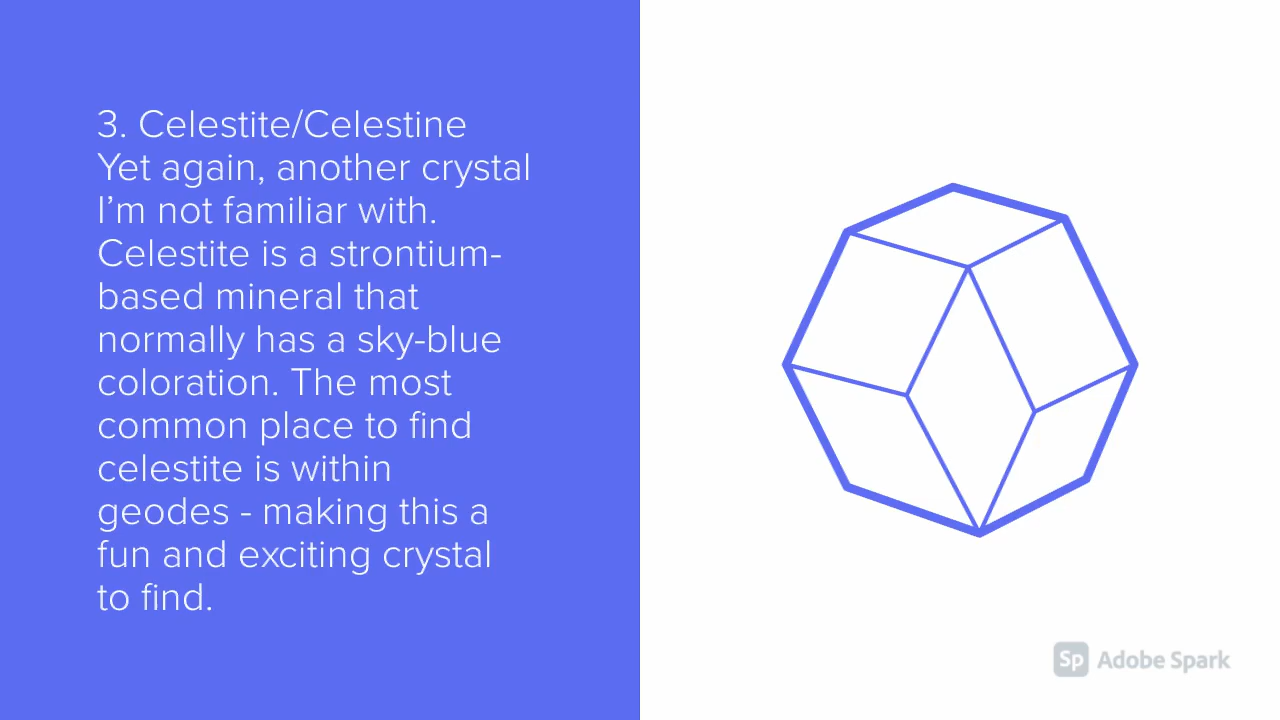 3. Celestite/Celestine
Yet again, another crystal
I'm not familiar with.
Celestite is a strontium-
based mineral that
normally has a sky-blue
coloration. The most
common place to find
celestite is within
geodes - making this a
fun and exciting crystal
to find.
Sp Adobe Spark